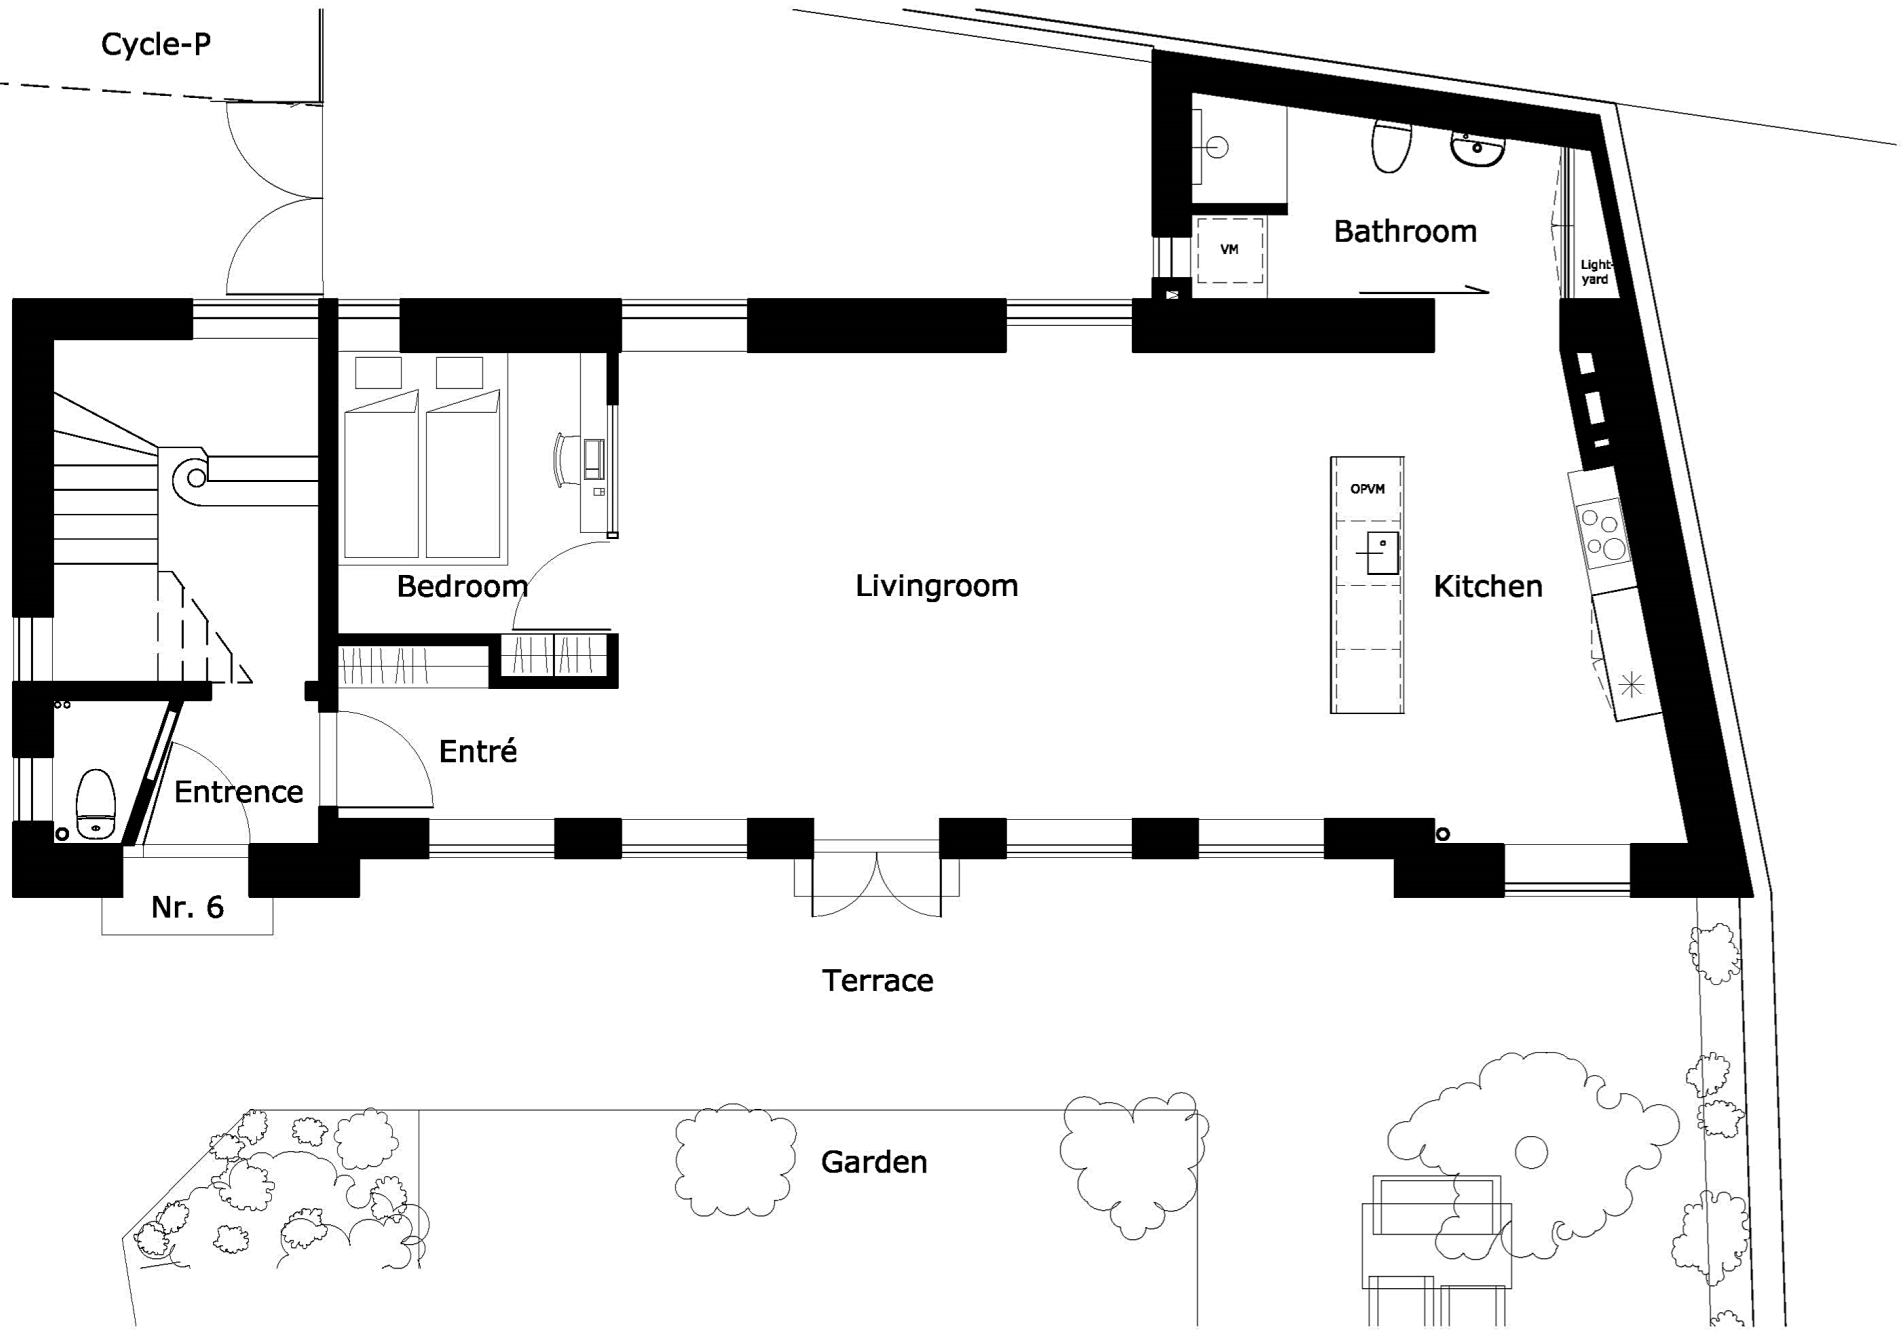 Cycle-P
Bathroom
VM
Light-
yard
OPVM
Bedroom
Livingroom
Kitchen
Entré
Entrence
Nr. 6
Terrace
Garden